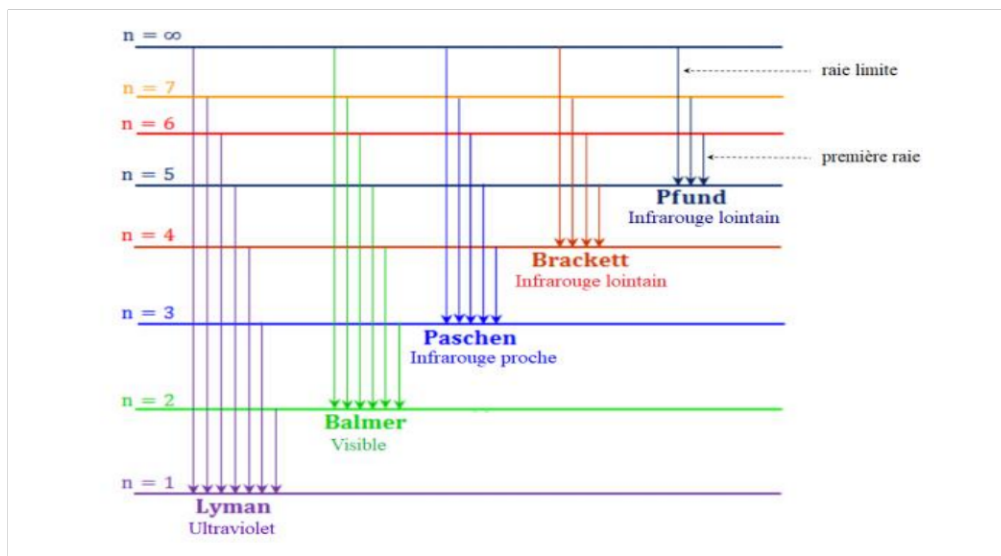 n = ∞
raie limite
n = 7
n = 6
première raie
n = 5
Pfund
Infrarouge lointain
n = 4
Brackett
Infrarouge lointain
n = 3
Paschen
Infrarouge proche
n = 2
Balmer
Visible
n = 1
Lyman
Ultraviolet